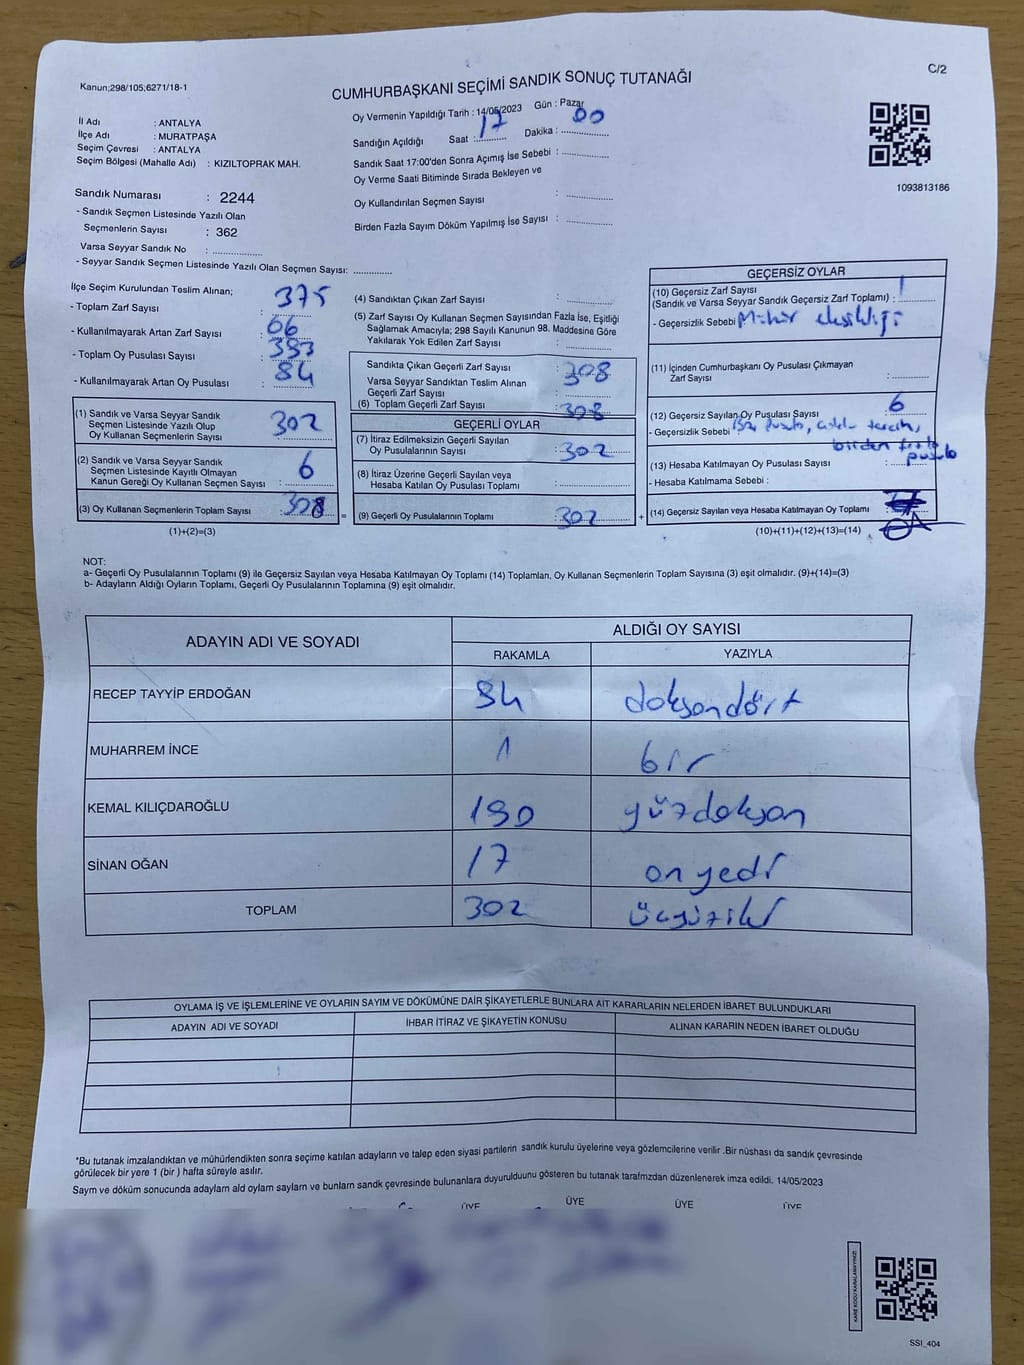 Kanun;298/105;6271/18-1
CUMHURBAŞKANI SEÇİMİ SANDIK SONUÇ TUTANAĞI
C/2
İl Adı : ANTALYA
İlçe Adı : MURATPAŞA
Seçim Çevresi : ANTALYA
Seçim Bölgesi (Mahalle Adı) : KIZILTOPRAK MAH.
Oy Vermenin Yapıldığı Tarih : 14/05/2023 Gün : Pazar
Sandığın Açıldığı Saat : 17 Dakika : 00
Sandık Saat 17:00'den Sonra Açımış İse Sebebi :
Oy Verme Saati Bitiminde Sırada Bekleyen ve
Oy Kullandırılan Seçmen Sayısı :
Birden Fazla Sayım Döküm Yapılmış İse Sayısı :
1093813186
Sandık Numarası : 2244
- Sandık Seçmen Listesinde Yazılı Olan
Seçmenlerin Sayısı : 362
Varsa Seyyar Sandık No :
- Seyyar Sandık Seçmen Listesinde Yazılı Olan Seçmen Sayısı:
İlçe Seçim Kurulundan Teslim Alınan;
- Toplam Zarf Sayısı : 375
- Kullanılmayarak Artan Zarf Sayısı : 66
- Toplam Oy Pusulası Sayısı :
- Kullanılmayarak Artan Oy Pusulası : 84
(1) Sandık ve Varsa Seyyar Sandık
Seçmen Listesinde Yazılı Olup
Oy Kullanan Seçmenlerin Sayısı 302
(2) Sandık ve Varsa Seyyar Sandık
Seçmen Listesinde Kayıtlı Olmayan
Kanun Gereği Oy Kullanan Seçmen Sayısı : 6
(3) Oy Kullanan Seçmenlerin Toplam Sayısı : 308
(1)+(2)=(3)
(4) Sandıktan Çıkan Zarf Sayısı :
(5) Zarf Sayısı Oy Kullanan Seçmen Sayısından Fazla İse, Eşitliği
Sağlamak Amacıyla; 298 Sayılı Kanunun 98. Maddesine Göre
Yakılarak Yok Edilen Zarf Sayısı :
Sandıkta Çıkan Geçerli Zarf Sayısı : 308
Varsa Seyyar Sandıktan Teslim Alınan
Geçerli Zarf Sayısı :
(6) Toplam Geçerli Zarf Sayısı : 308
GEÇERLİ OYLAR
(7) İtiraz Edilmeksizin Geçerli Sayılan
Oy Pusulalarının Sayısı : 302
(8) İtiraz Üzerine Geçerli Sayılan veya
Hesaba Katılan Oy Pusulası Toplamı :
= (9) Geçerli Oy Pusulalarının Toplamı : 302 +
GEÇERSİZ OYLAR
(10) Geçersiz Zarf Sayısı
(Sandık ve Varsa Seyyar Sandık Geçersiz Zarf Toplamı) : 1
- Geçersizlik Sebebi Mühür eksikliği
(11) İçinden Cumhurbaşkanı Oy Pusulası Çıkmayan
Zarf Sayısı :
(12) Geçersiz Sayılan Oy Pusulası Sayısı : 6
- Geçersizlik Sebebi Boş Pusula,
birden fazla
pusula
(13) Hesaba Katılmayan Oy Pusulası Sayısı :
- Hesaba Katılmama Sebebi :
(14) Geçersiz Sayılan veya Hesaba Katılmayan Oy Toplamı :
(10)+(11)+(12)+(13)=(14)
NOT:
a- Geçerli Oy Pusulalarının Toplamı (9) ile Geçersiz Sayılan veya Hesaba Katılmayan Oy Toplamı (14) Toplamları, Oy Kullanan Seçmenlerin Toplam Sayısına (3) eşit olmalıdır. (9)+(14)=(3)
b- Adayların Aldığı Oyların Toplamı, Geçerli Oy Pusulalarının Toplamına (9) eşit olmalıdır.
ADAYIN ADI VE SOYADI
ALDIĞI OY SAYISI
RAKAMLA YAZIYLA
RECEP TAYYİP ERDOĞAN 94 doksandört
MUHARREM İNCE 1 bir
KEMAL KILIÇDAROĞLU 190 yüzdoksan
SİNAN OĞAN 17 onyedi
TOPLAM 302 üçyüziki
OYLAMA İŞ VE İŞLEMLERİNE VE OYLARIN SAYIM VE DÖKÜMÜNE DAİR ŞİKAYETLERLE BUNLARA AİT KARARLARIN NELERDEN İBARET BULUNDUKLARI
ADAYIN ADI VE SOYADI İHBAR İTİRAZ VE ŞİKAYETİN KONUSU ALINAN KARARIN NEDEN İBARET OLDUĞU
*Bu tutanak imzalandıktan ve mühürlendikten sonra seçime katılan adayların ve talep eden siyasi partilerin sandık kurulu üyelerine veya gözlemcilerine verilir .Bir nüshası da sandık çevresinde
görülecek bir yere 1 (bir ) hafta süreyle asılır.
Saym ve döküm sonucunda adaylarn ald oylarn saylarn ve bunlarn sandk çevresinde bulunanlara duyurulduunu gösteren bu tutanak tarafmzdan düzenlenerek imza edildi. 14/05/2023
ÜYE ÜYE ÜYE ÜYE
KARE KODU KARALAMAYINIZ!
SSI_404